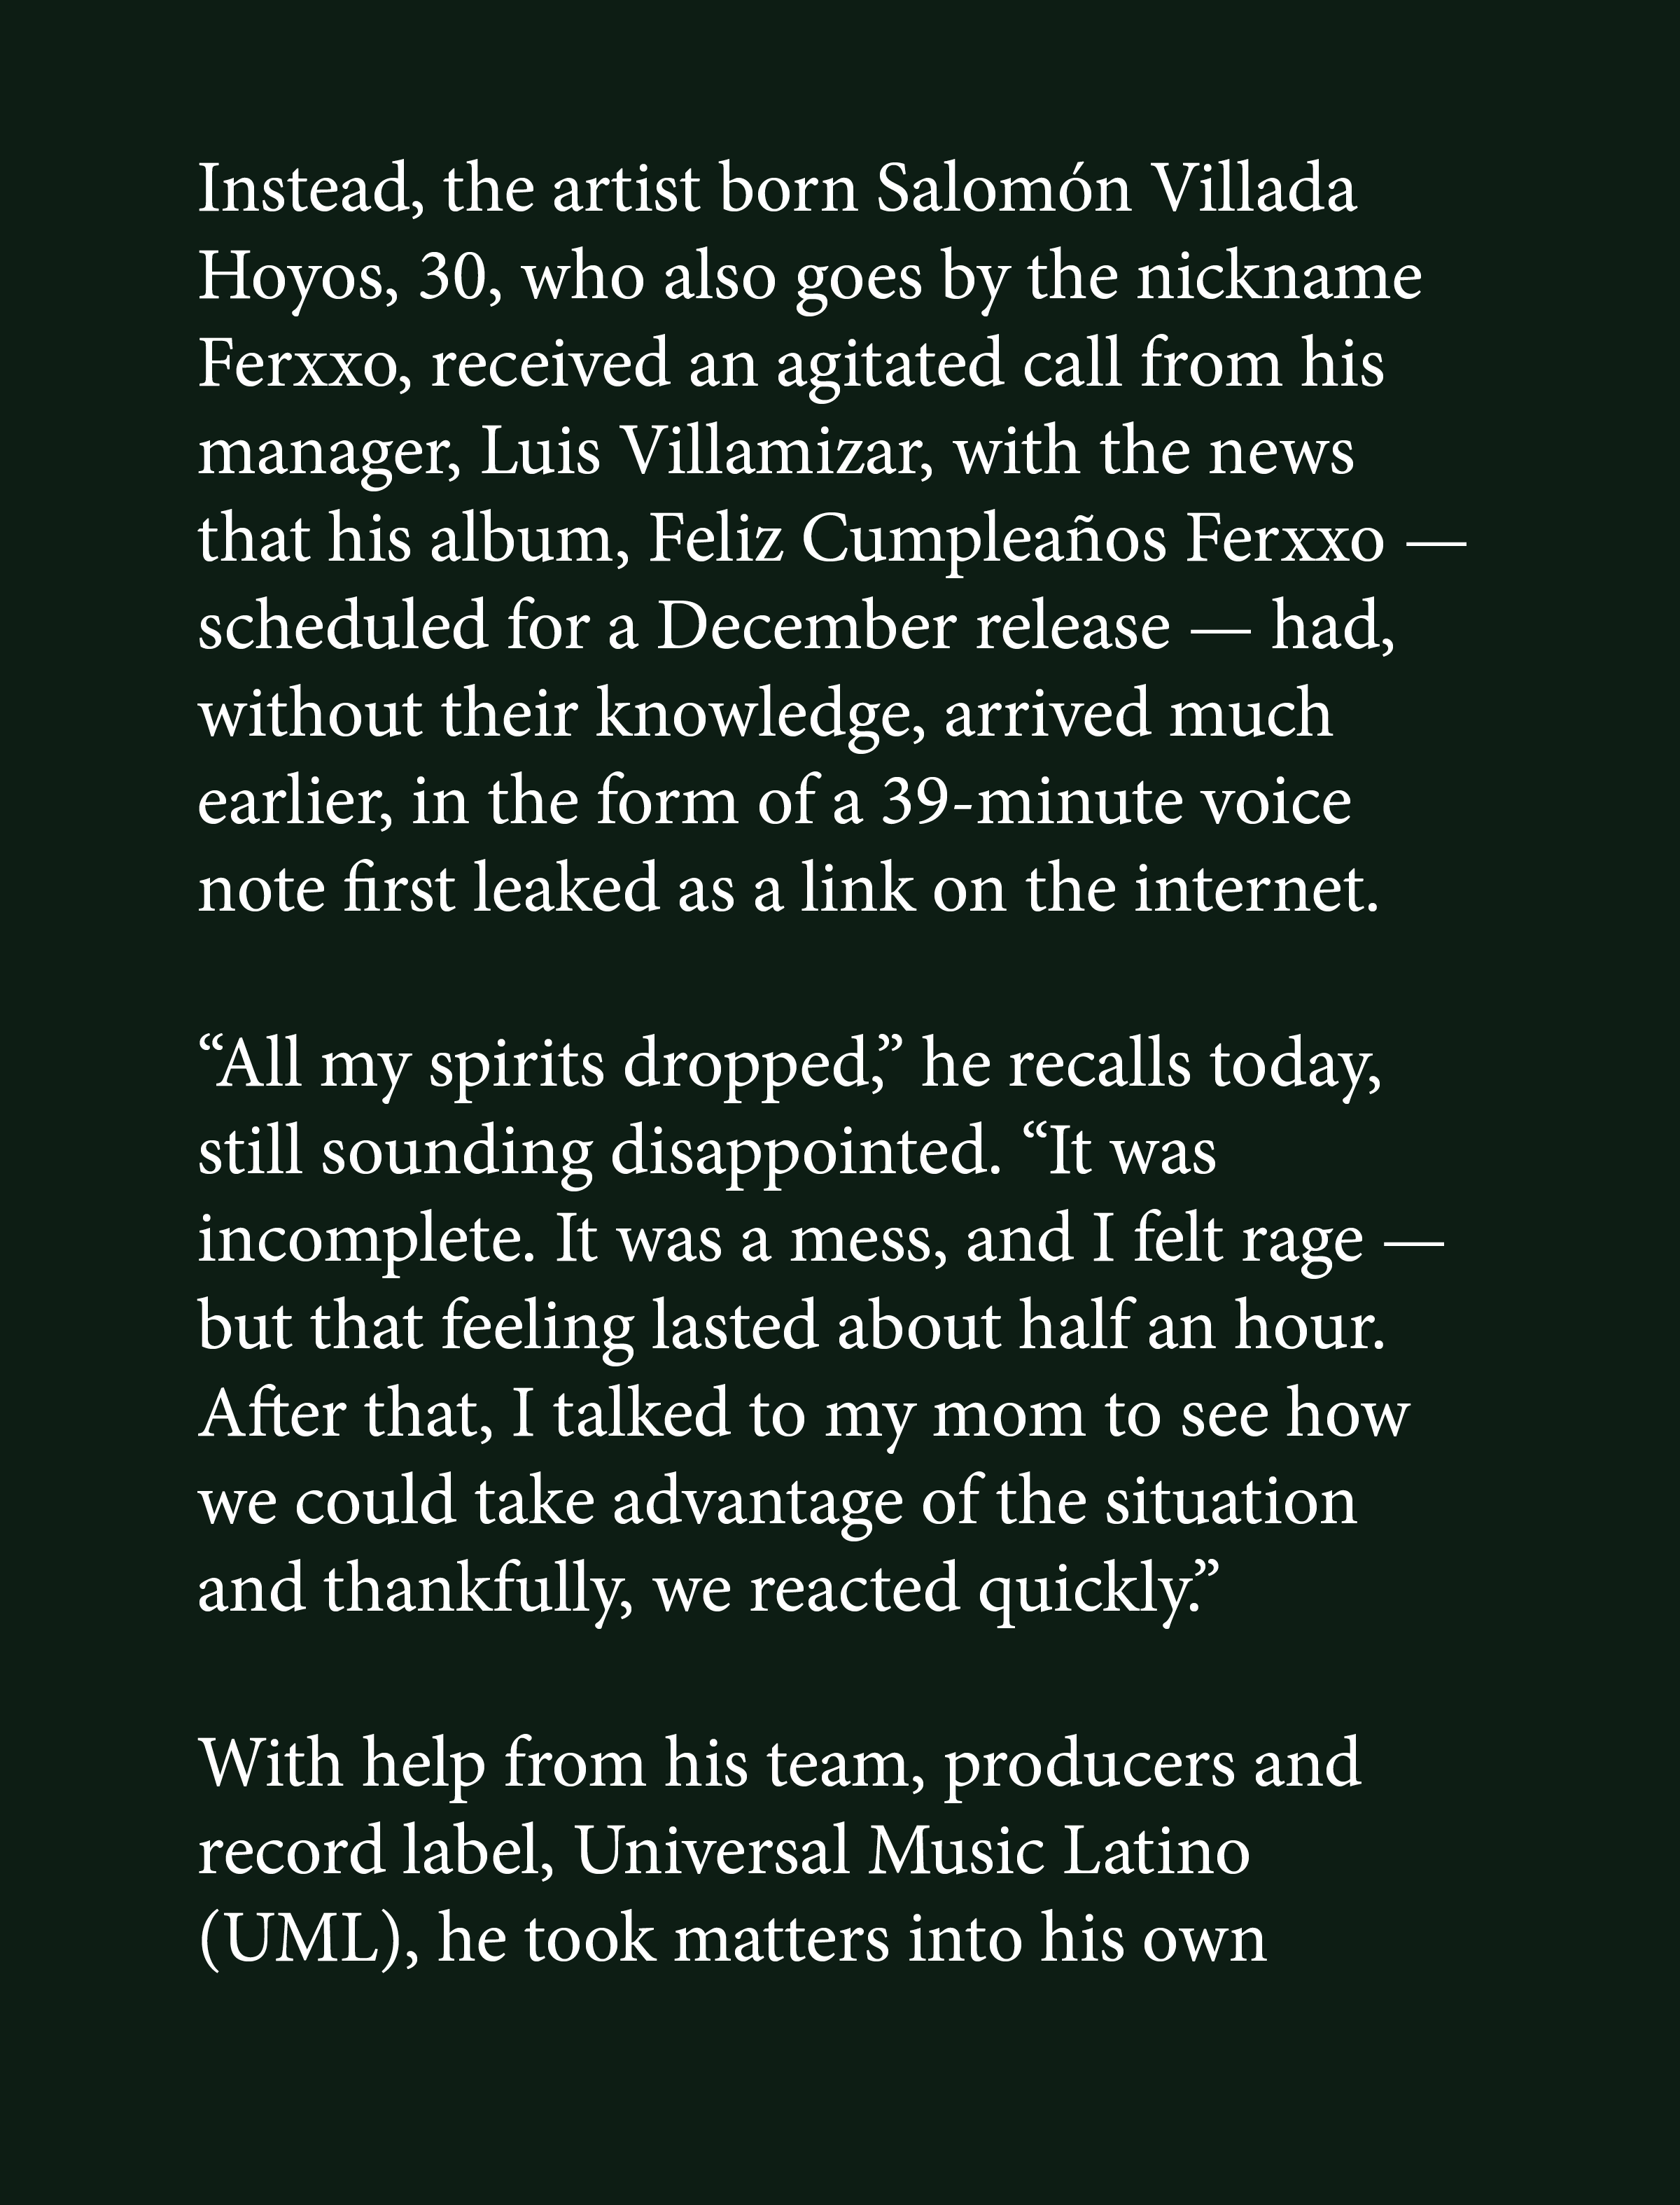 Instead, the artist born Salomón Villada
Hoyos, 30, who also goes by the nickname
Ferxxo, received an agitated call from his
manager, Luis Villamizar, with the news
that his album, Feliz Cumpleaños Ferxxo —
scheduled for a December release — had,
without their knowledge, arrived much
earlier, in the form of a 39-minute voice
note first leaked as a link on the internet.
“All my spirits dropped,” he recalls today,
still sounding disappointed. “It was
incomplete. It was a mess, and I felt rage —
but that feeling lasted about half an hour.
After that, I talked to my mom to see how
we could take advantage of the situation
and thankfully, we reacted quickly.”
With help from his team, producers and
record label, Universal Music Latino
(UML), he took matters into his own